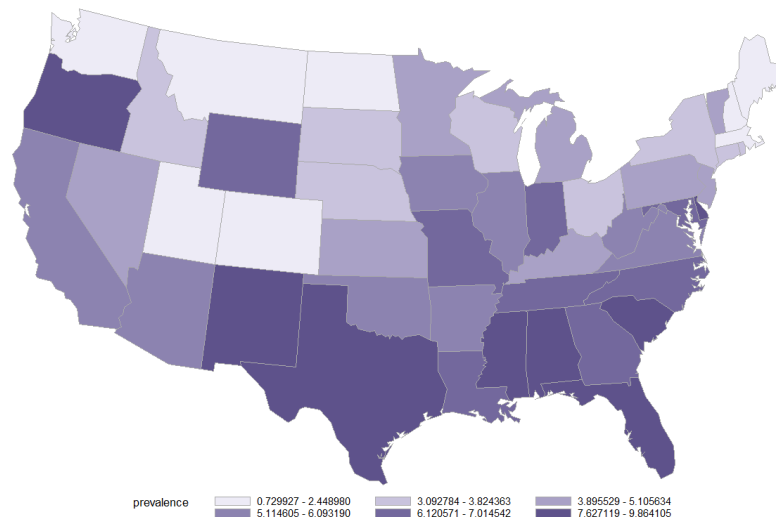 prevalence 0.729927 - 2.448980 3.092784 - 3.824363 3.895529 - 5.105634
5.114605 - 6.093190 6.120571 - 7.014542 7.627119 - 9.864105